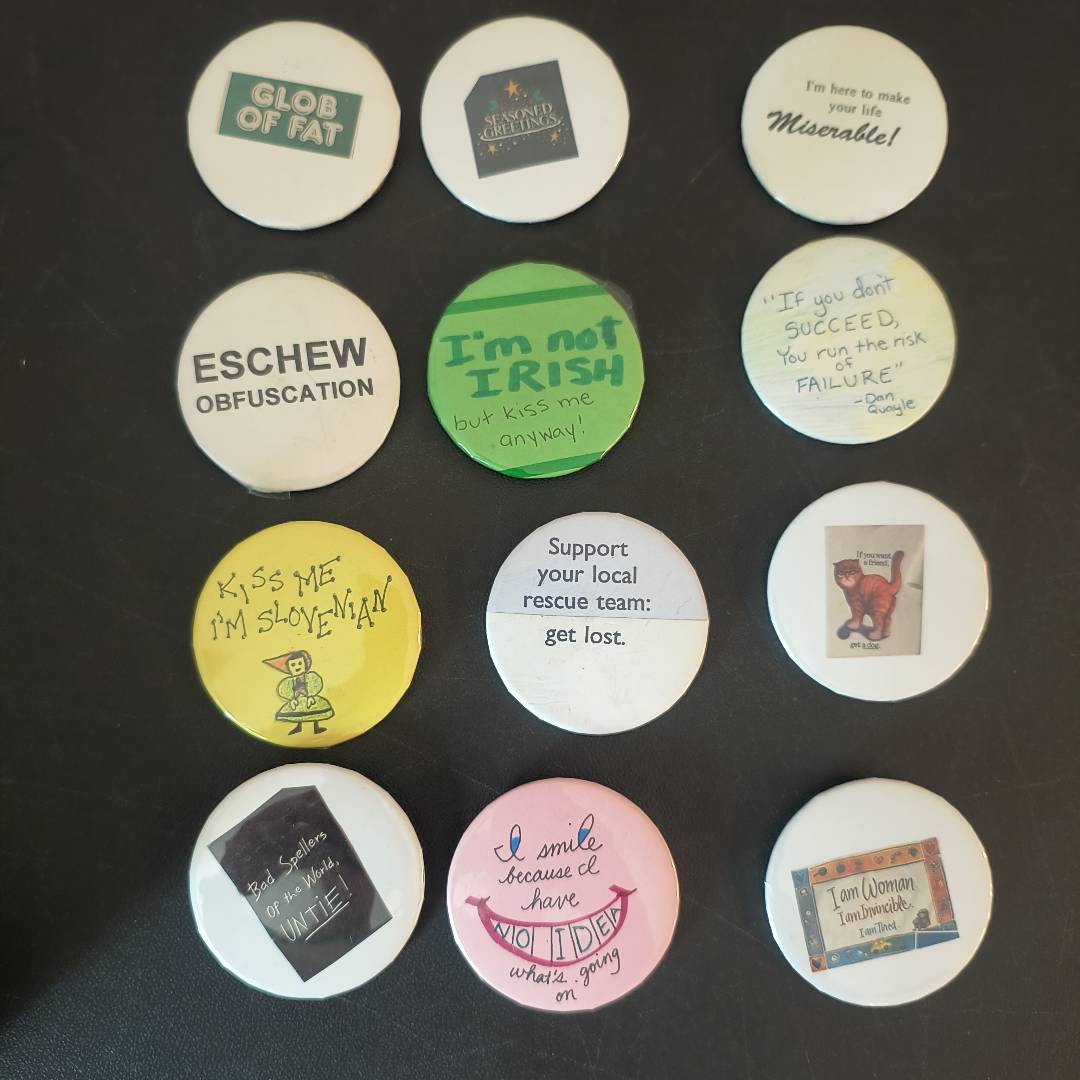 GLOB
OF FAT
SEASONED
GREETINGS
I'm here to make
your life
Miserable!
ESCHEW
OBFUSCATION
I'm not
IRISH
but kiss me
anyway!
"If you don't
SUCCEED,
You run the risk
of
FAILURE"
-Dan
Quayle
KISS ME
I'M SLOVENIAN
Support
your local
rescue team:
get lost.
If you want
a friend,
get a dog.
Bad Spellers
Of the World,
UNTIE!
I smile
because I
have
NO IDEA
what's going
on
I am Woman
I am Invincible.
I am Tired